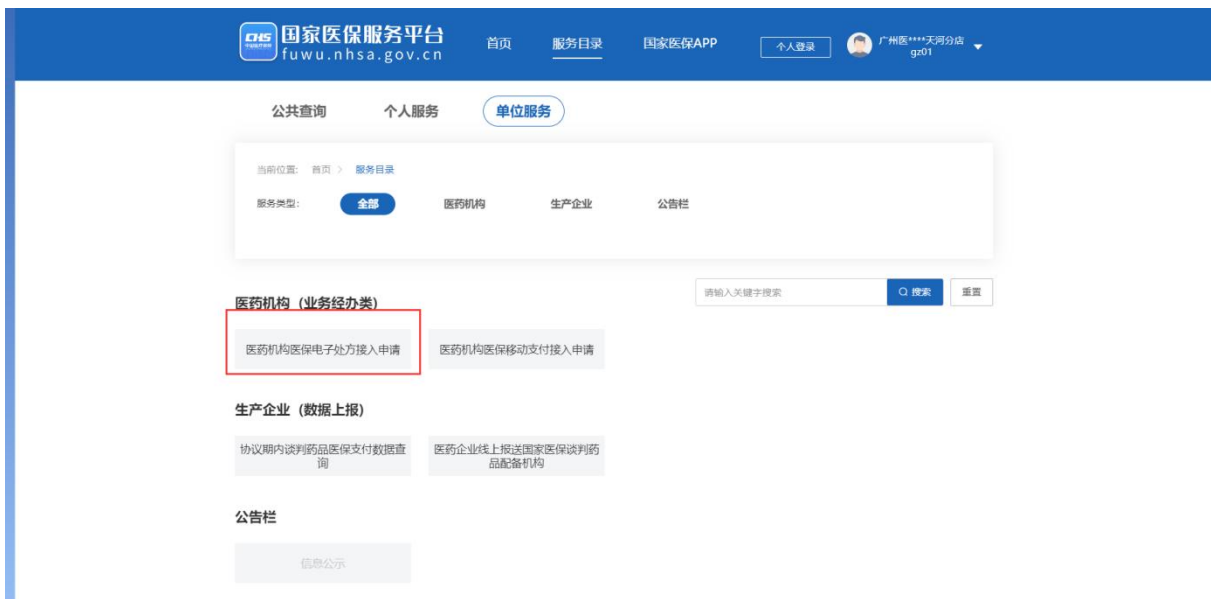 CHS 国家医保服务平台
fuwu.nhsa.gov.cn
首页 服务目录 国家医保APP 个人登录 广州医****天河分店
gz01
公共查询 个人服务 单位服务
当前位置: 首页 > 服务目录
服务类型: 全部 医药机构 生产企业 公告栏
请输入关键字搜索 搜索 重置
医药机构（业务经办类）
医药机构医保电子处方接入申请 医药机构医保移动支付接入申请
生产企业（数据上报）
协议期内谈判药品医保支付数据查
询
医药企业线上报送国家医保谈判药
品配备机构
公告栏
信息公示